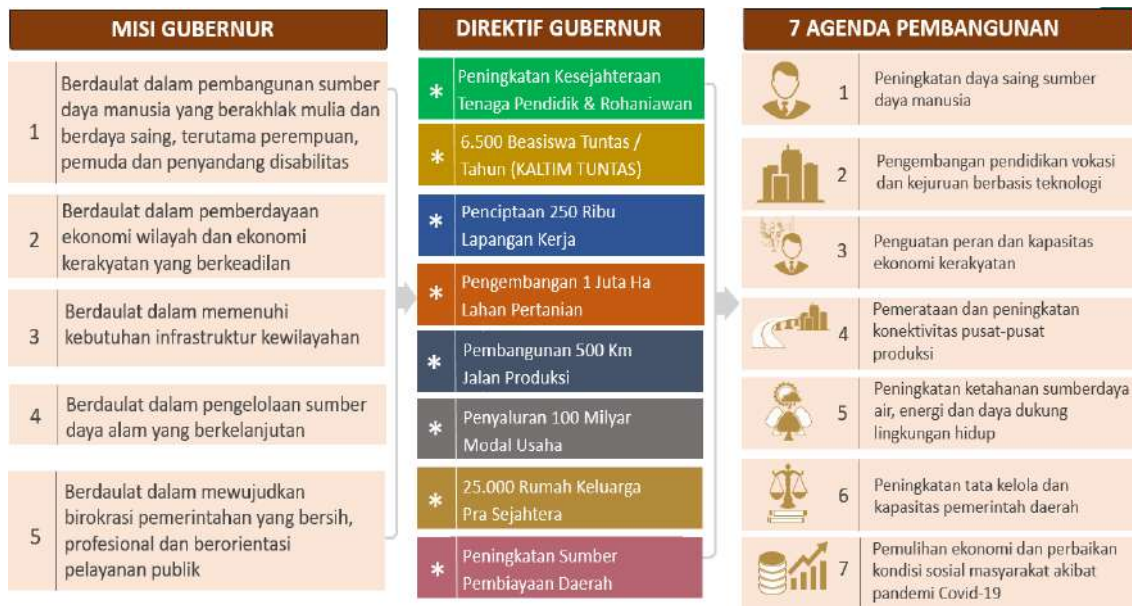 MISI GUBERNUR
1
Berdaulat dalam pembangunan sumber
daya manusia yang berakhlak mulia dan
berdaya saing, terutama perempuan,
pemuda dan penyandang disabilitas
2
Berdaulat dalam pemberdayaan
ekonomi wilayah dan ekonomi
kerakyatan yang berkeadilan
3
Berdaulat dalam memenuhi
kebutuhan infrastruktur kewilayahan
4
Berdaulat dalam pengelolaan sumber
daya alam yang berkelanjutan
5
Berdaulat dalam mewujudkan
birokrasi pemerintahan yang bersih,
profesional dan berorientasi
pelayanan publik
DIREKTIF GUBERNUR
* Peningkatan Kesejahteraan
Tenaga Pendidik & Rohaniawan
* 6.500 Beasiswa Tuntas /
Tahun (KALTIM TUNTAS)
* Penciptaan 250 Ribu
Lapangan Kerja
* Pengembangan 1 Juta Ha
Lahan Pertanian
* Pembangunan 500 Km
Jalan Produksi
* Penyaluran 100 Milyar
Modal Usaha
* 25.000 Rumah Keluarga
Pra Sejahtera
* Peningkatan Sumber
Pembiayaan Daerah
7 AGENDA PEMBANGUNAN
1
Peningkatan daya saing sumber
daya manusia
2
Pengembangan pendidikan vokasi
dan kejuruan berbasis teknologi
3
Penguatan peran dan kapasitas
ekonomi kerakyatan
4
Pemerataan dan peningkatan
konektivitas pusat-pusat
produksi
5
Peningkatan ketahanan sumberdaya
air, energi dan daya dukung
lingkungan hidup
6
Peningkatan tata kelola dan
kapasitas pemerintah daerah
7
Pemulihan ekonomi dan perbaikan
kondisi sosial masyarakat akibat
pandemi Covid-19